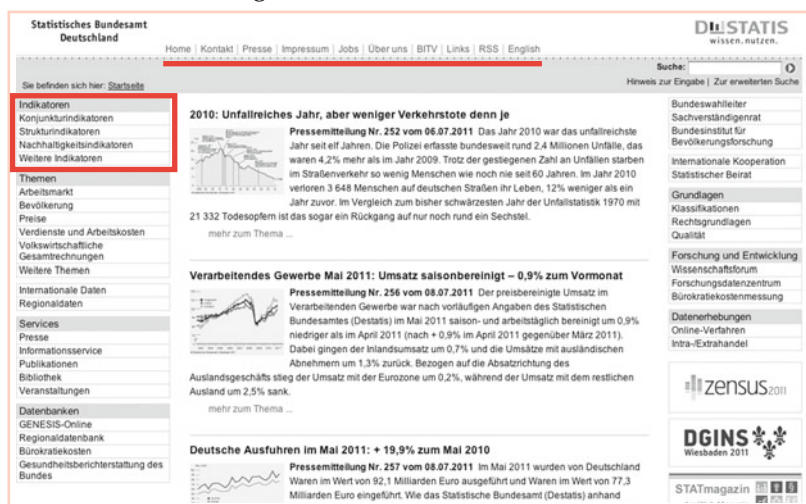 Statistisches Bundesamt
Deutschland
DESTATIS
wissen.nutzen.
Home | Kontakt | Presse | Impressum | Jobs | Über uns | BITV | Links | RSS | English
Suche:
Sie befinden sich hier: Startseite
Hinweis zur Eingabe | Zur erweiterten Suche
Indikatoren
Konjunkturindikatoren
Strukturindikatoren
Nachhaltigkeitsindikatoren
Weitere Indikatoren
Themen
Arbeitsmarkt
Bevölkerung
Preise
Verdienste und Arbeitskosten
Volkswirtschaftliche
Gesamtrechnungen
Weitere Themen
Internationale Daten
Regionaldaten
Services
Presse
Informationsservice
Publikationen
Bibliothek
Veranstaltungen
Datenbanken
GENESIS-Online
Regionaldatenbank
Bürokratiekosten
Gesundheitsberichterstattung des
Bundes
2010: Unfallreiches Jahr, aber weniger Verkehrstote denn je
Pressemitteilung Nr. 252 vom 06.07.2011 Das Jahr 2010 war das unfallreichste
Jahr seit elf Jahren. Die Polizei erfasste bundesweit rund 2,4 Millionen Unfälle, das
waren 4,2% mehr als im Jahr 2009. Trotz der gestiegenen Zahl an Unfällen starben
im Straßenverkehr so wenig Menschen wie noch nie seit 60 Jahren. Im Jahr 2010
verloren 3 648 Menschen auf deutschen Straßen ihr Leben, 12% weniger als ein
Jahr zuvor. Im Vergleich zum bisher schwärzesten Jahr der Unfallstatistik 1970 mit
21 332 Todesopfern ist das sogar ein Rückgang auf nur noch rund ein Sechstel.
mehr zum Thema ...
Verarbeitendes Gewerbe Mai 2011: Umsatz saisonbereinigt – 0,9% zum Vormonat
Pressemitteilung Nr. 256 vom 08.07.2011 Der preisbereinigte Umsatz im
Verarbeitenden Gewerbe war nach vorläufigen Angaben des Statistischen
Bundesamtes (Destatis) im Mai 2011 saison- und arbeitstäglich bereinigt um 0,9%
niedriger als im April 2011 (nach + 0,9% im April 2011 gegenüber März 2011).
Dabei gingen der Inlandsumsatz um 0,7% und die Umsätze mit ausländischen
Abnehmern um 1,3% zurück. Bezogen auf die Absatzrichtung des
Auslandsgeschäfts stieg der Umsatz mit der Eurozone um 0,2%, während der Umsatz mit dem restlichen
Ausland um 2,5% sank.
mehr zum Thema ...
Deutsche Ausfuhren im Mai 2011: + 19,9% zum Mai 2010
Pressemitteilung Nr. 257 vom 08.07.2011 Im Mai 2011 wurden von Deutschland
Waren im Wert von 92,1 Milliarden Euro ausgeführt und Waren im Wert von 77,3
Milliarden Euro eingeführt. Wie das Statistische Bundesamt (Destatis) anhand
Bundeswahlleiter
Sachverständigenrat
Bundesinstitut für
Bevölkerungsforschung
Internationale Kooperation
Statistischer Beirat
Grundlagen
Klassifikationen
Rechtsgrundlagen
Qualität
Forschung und Entwicklung
Wissenschaftsforum
Forschungsdatenzentrum
Bürokratiekostenmessung
Datenerhebungen
Online-Verfahren
Intra-/Extrahandel
zensus2011
DGINS
Wiesbaden 2011
STATmagazin